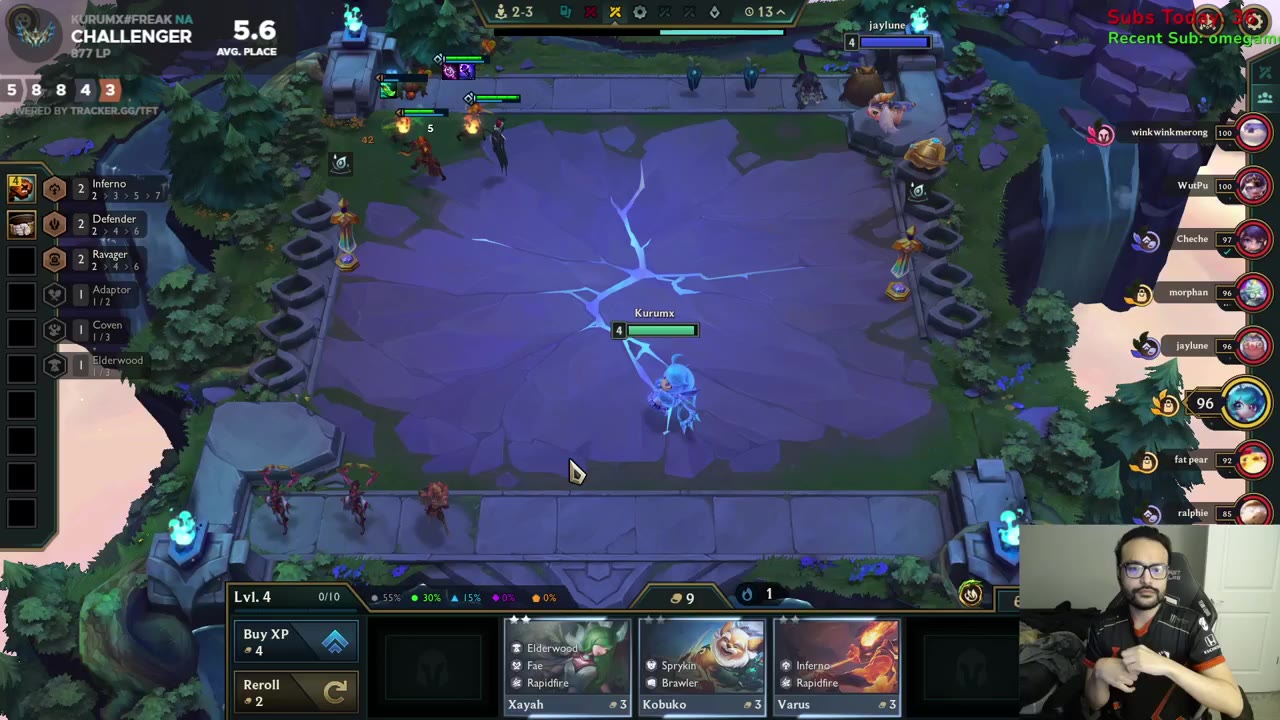 KURUMX#FREAK NA
CHALLENGER
877 LP
5.6
AVG. PLACE
5 8 8 4 3
WERED BY TRACKER.GG/TFT
2-3
13
jaylune
4
Subs Today: 36
Recent Sub: omegam
winkwinkmerong 100
WutPu 100
Cheche 97
morphan 96
jaylune 96
96
fat pear 92
ralphie 85
2 Inferno
2 > 3 > 5 > 7
2 Defender
2 > 4 > 6
2 Ravager
2 > 4 > 6
1 Adaptor
1 / 2
1 Coven
1 / 3
1 Elderwood
1 / 3
42
5
Kurumx
4
Lvl. 4 0/10
55% 30% 15% 0% 0%
9
1
Buy XP
4
Reroll
2
Elderwood
Fae
Rapidfire
Xayah 3
Sprykin
Brawler
Kobuko 3
Inferno
Rapidfire
Varus 3